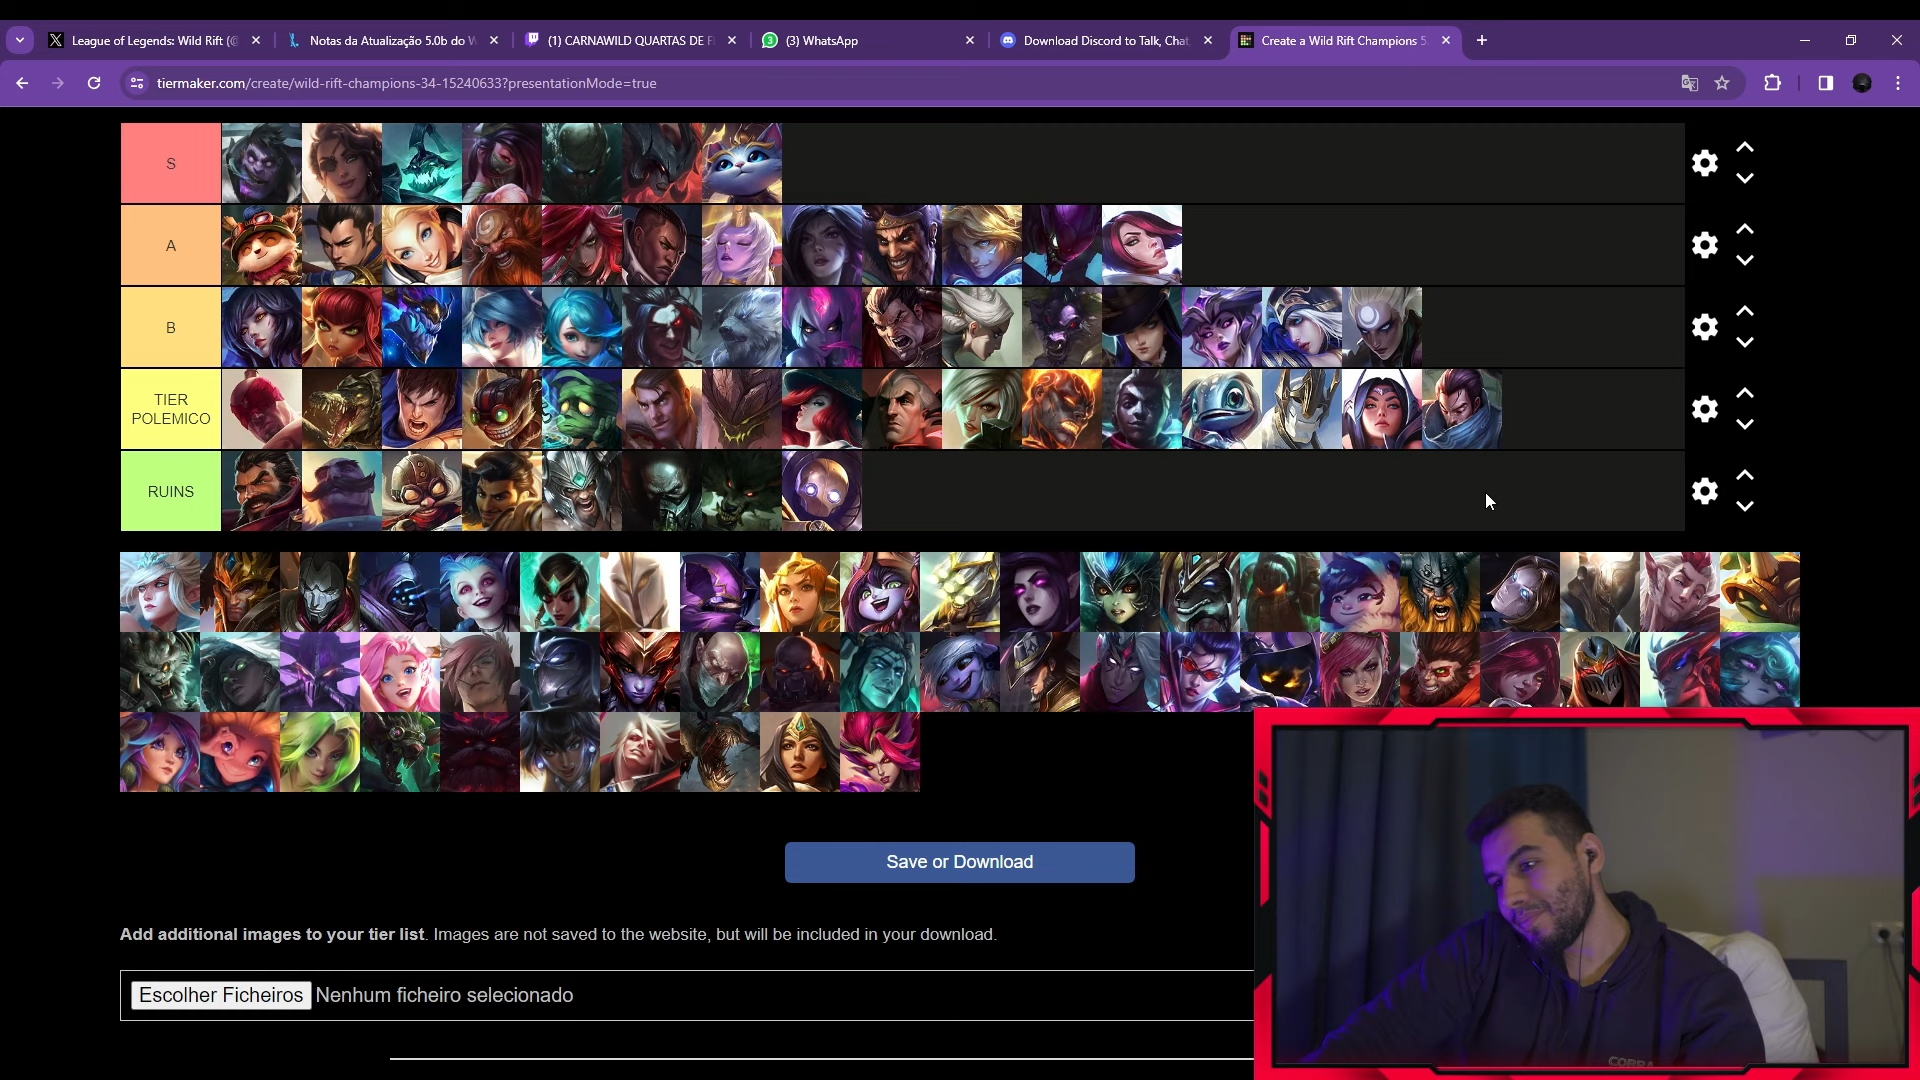 League of Legends: Wild Rift (@
Notas da Atualização 5.0b do W
(1) CARNAWILD QUARTAS DE F
(3) WhatsApp
Download Discord to Talk, Chat
Create a Wild Rift Champions 5
tiermaker.com/create/wild-rift-champions-34-15240633?presentationMode=true
S
A
B
TIER
POLEMICO
RUINS
Save or Download
Add additional images to your tier list. Images are not saved to the website, but will be included in your download.
Escolher Ficheiros Nenhum ficheiro selecionado